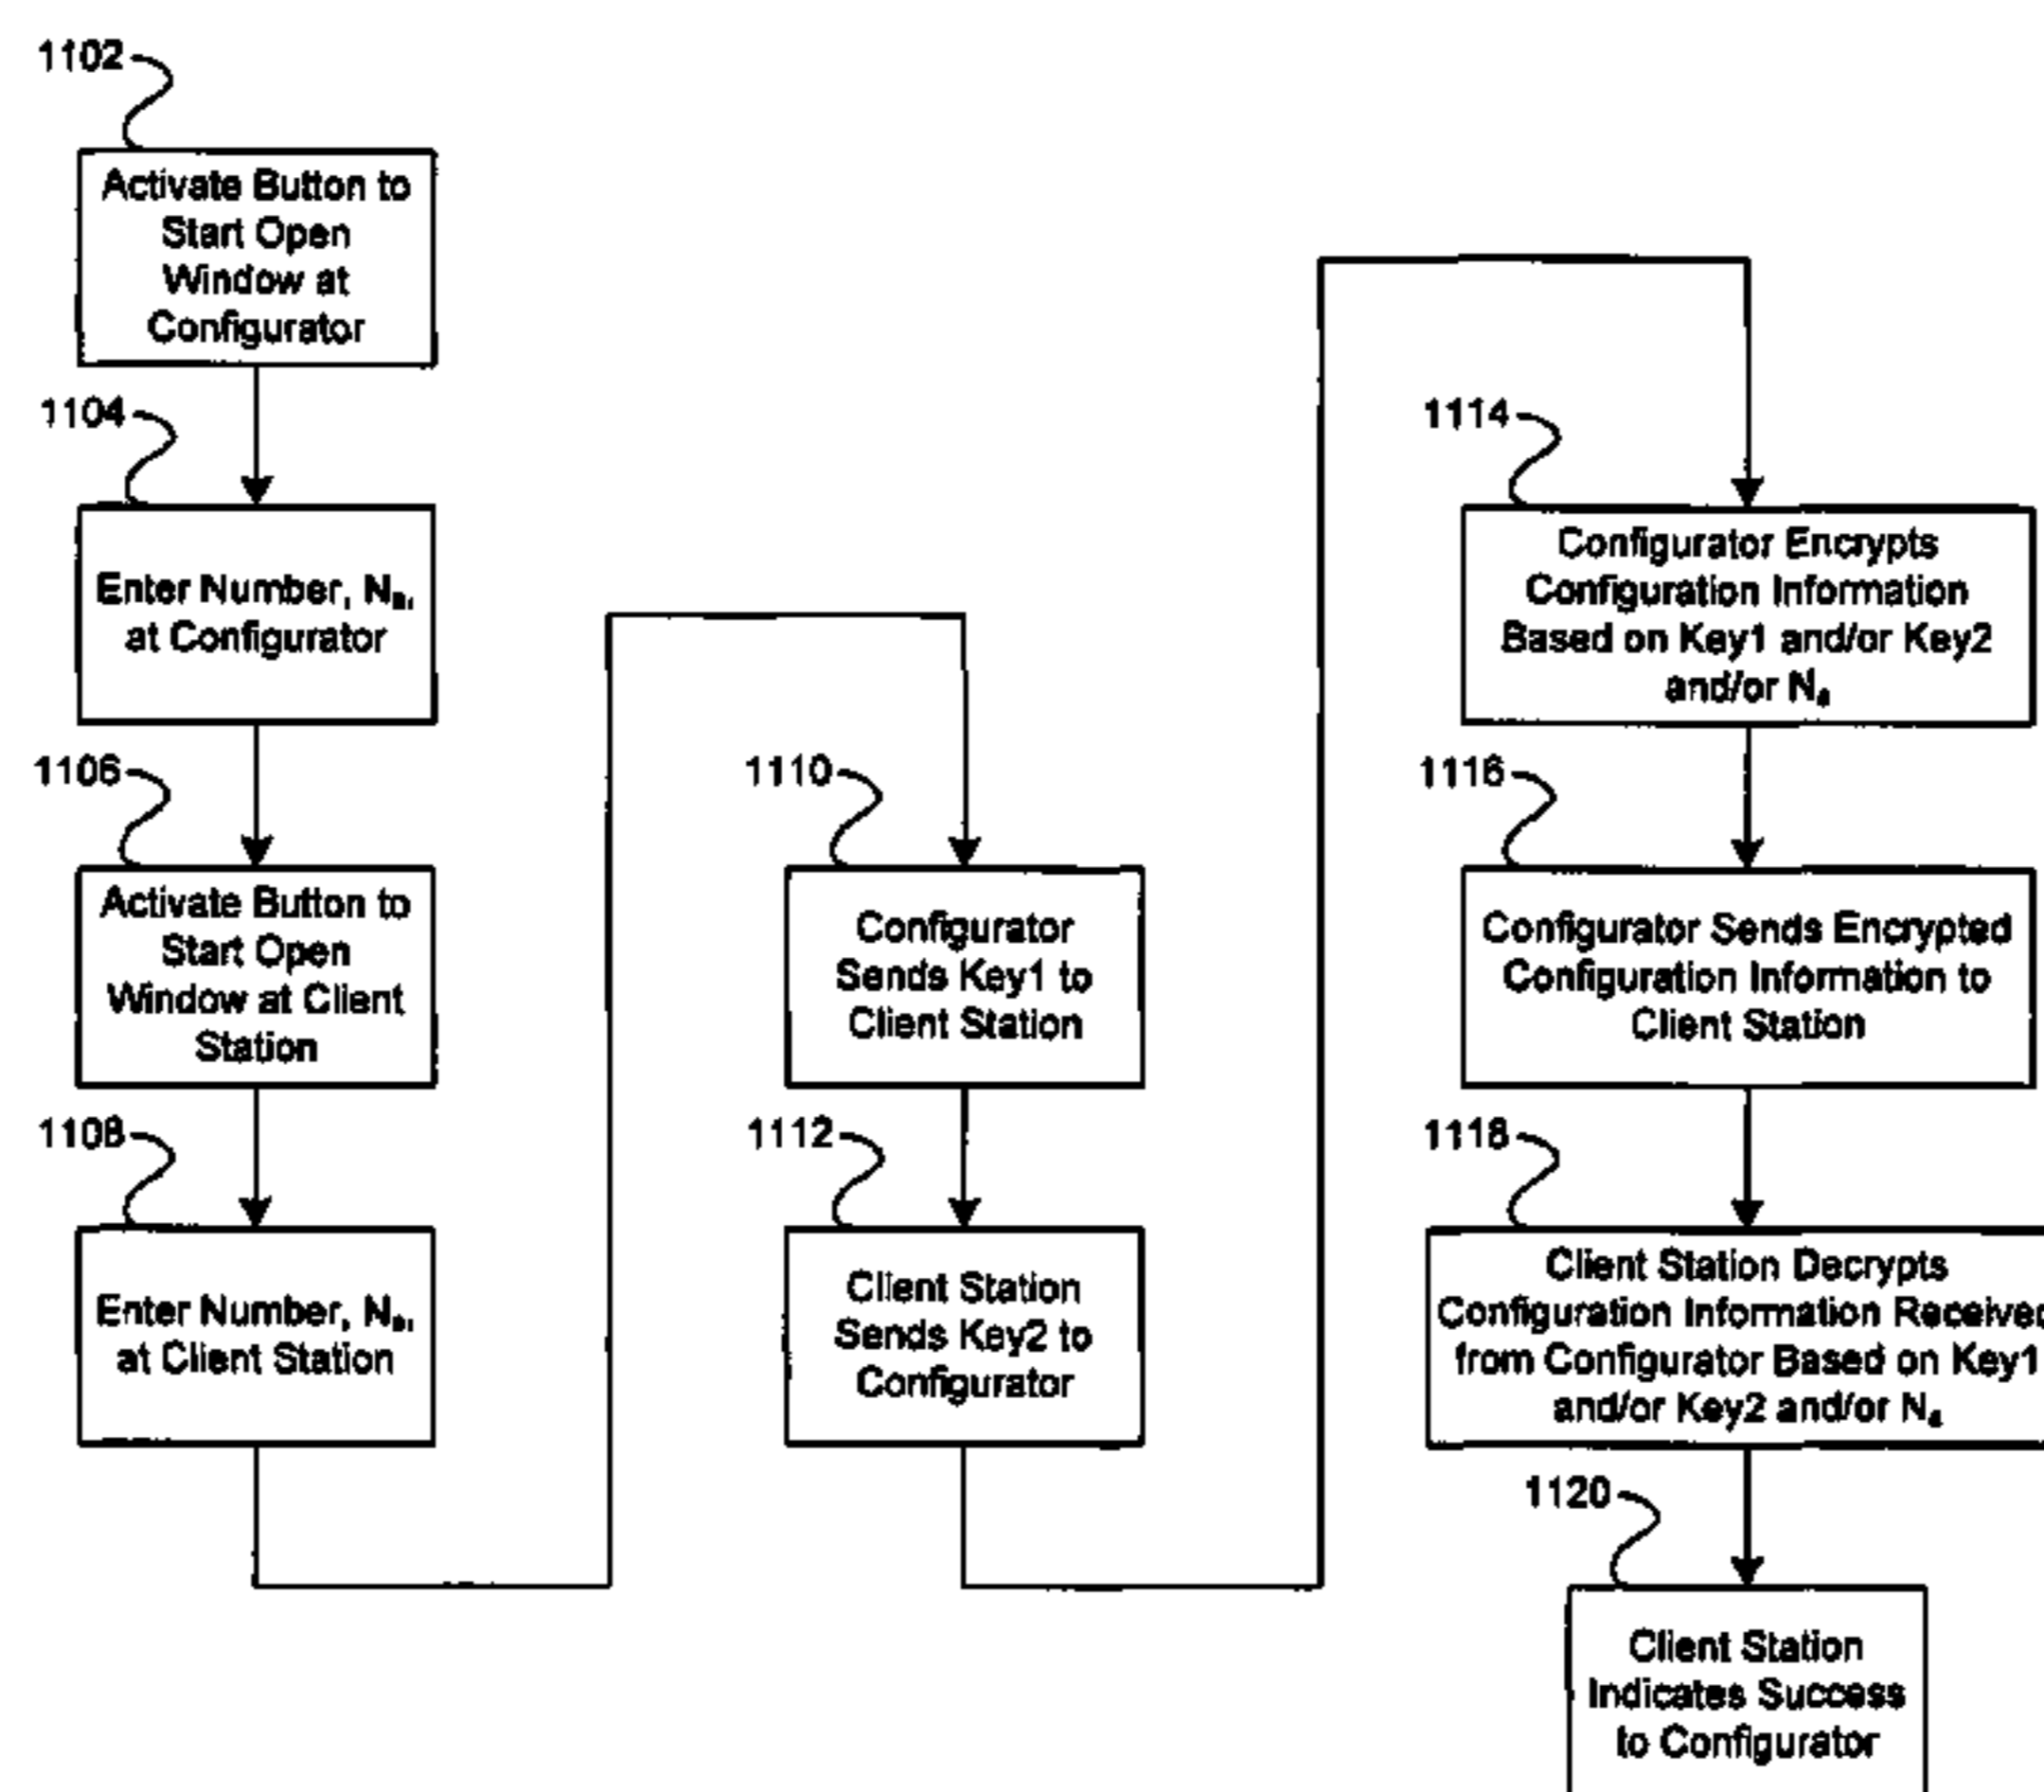 1102
Activate Button to
Start Open
Window at
Configurator
1104
Enter Number, Nₐ,
at Configurator
1106
Activate Button to
Start Open
Window at Client
Station
1108
Enter Number, Nₐ,
at Client Station
1110
Configurator
Sends Key1 to
Client Station
1112
Client Station
Sends Key2 to
Configurator
1114
Configurator Encrypts
Configuration Information
Based on Key1 and/or Key2
and/or Nₐ
1116
Configurator Sends Encrypted
Configuration Information to
Client Station
1118
Client Station Decrypts
Configuration Information Received
from Configurator Based on Key1
and/or Key2 and/or Nₐ
1120
Client Station
Indicates Success
to Configurator